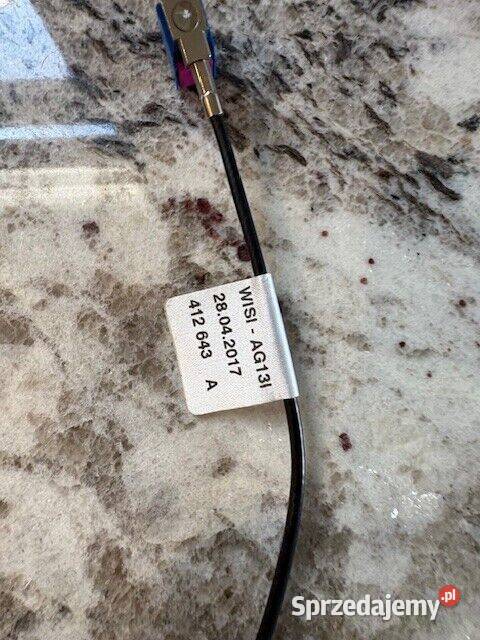 WISI - AG13I
28.04.2017
412 643 A
Sprzedajemy.pl